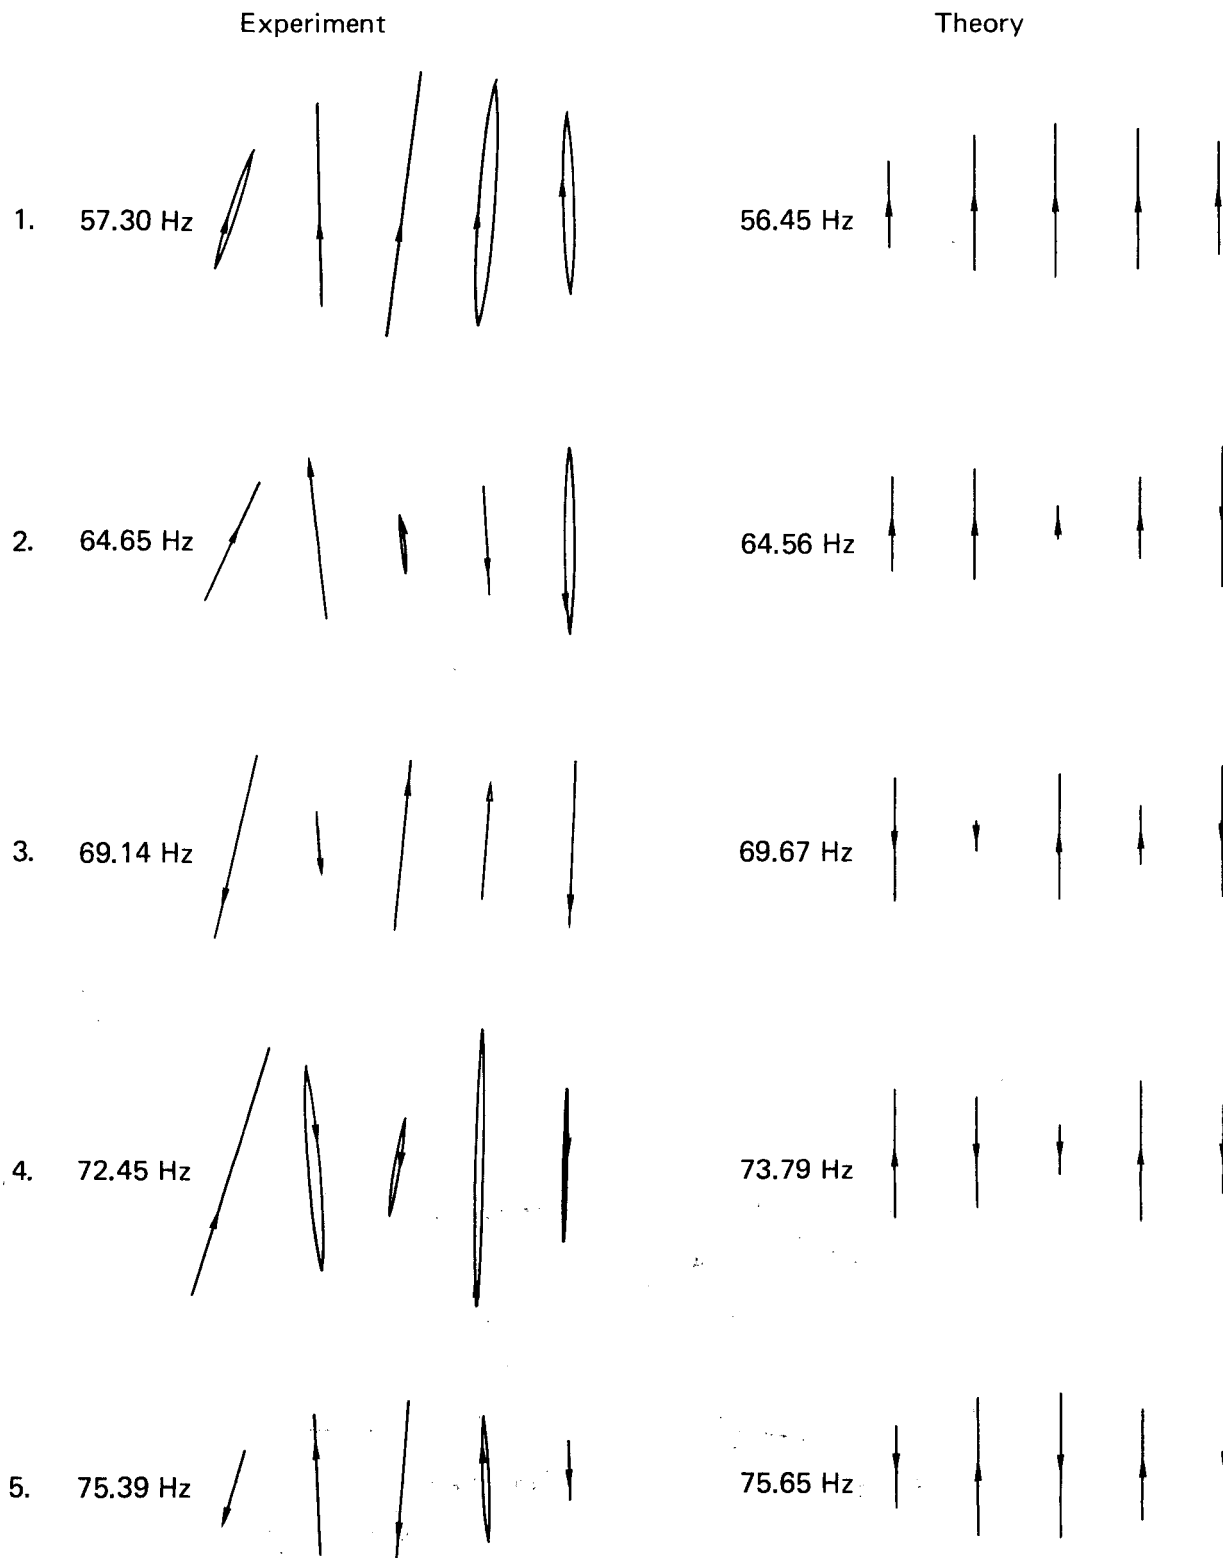 Experiment Theory
1. 57.30 Hz 56.45 Hz
2. 64.65 Hz 64.56 Hz
3. 69.14 Hz 69.67 Hz
4. 72.45 Hz 73.79 Hz
5. 75.39 Hz 75.65 Hz